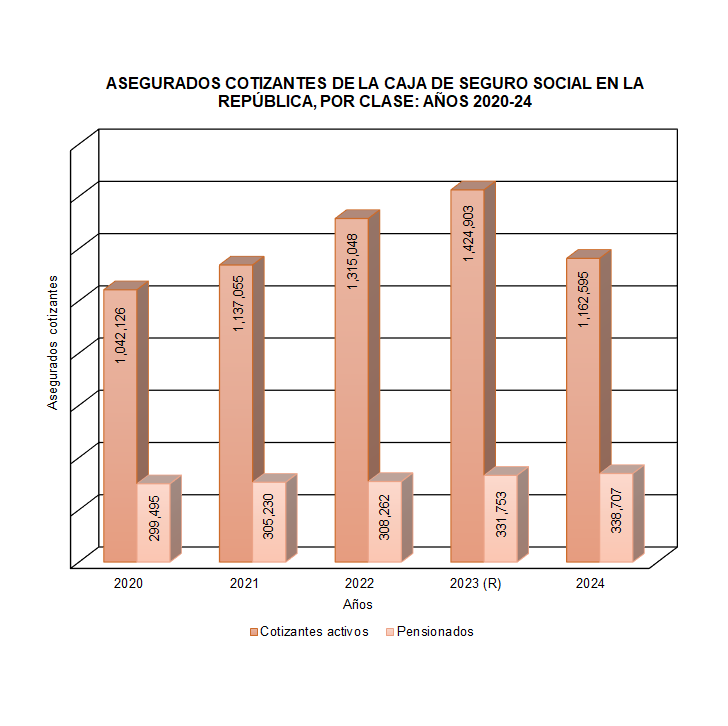 ASEGURADOS COTIZANTES DE LA CAJA DE SEGURO SOCIAL EN LA
REPÚBLICA, POR CLASE: AÑOS 2020-24
Asegurados cotizantes
1,042,126
299,495
1,137,055
305,230
1,315,048
308,262
1,424,903
331,753
1,162,595
338,707
2020
2021
2022
2023 (R)
2024
Años
Cotizantes activos
Pensionados